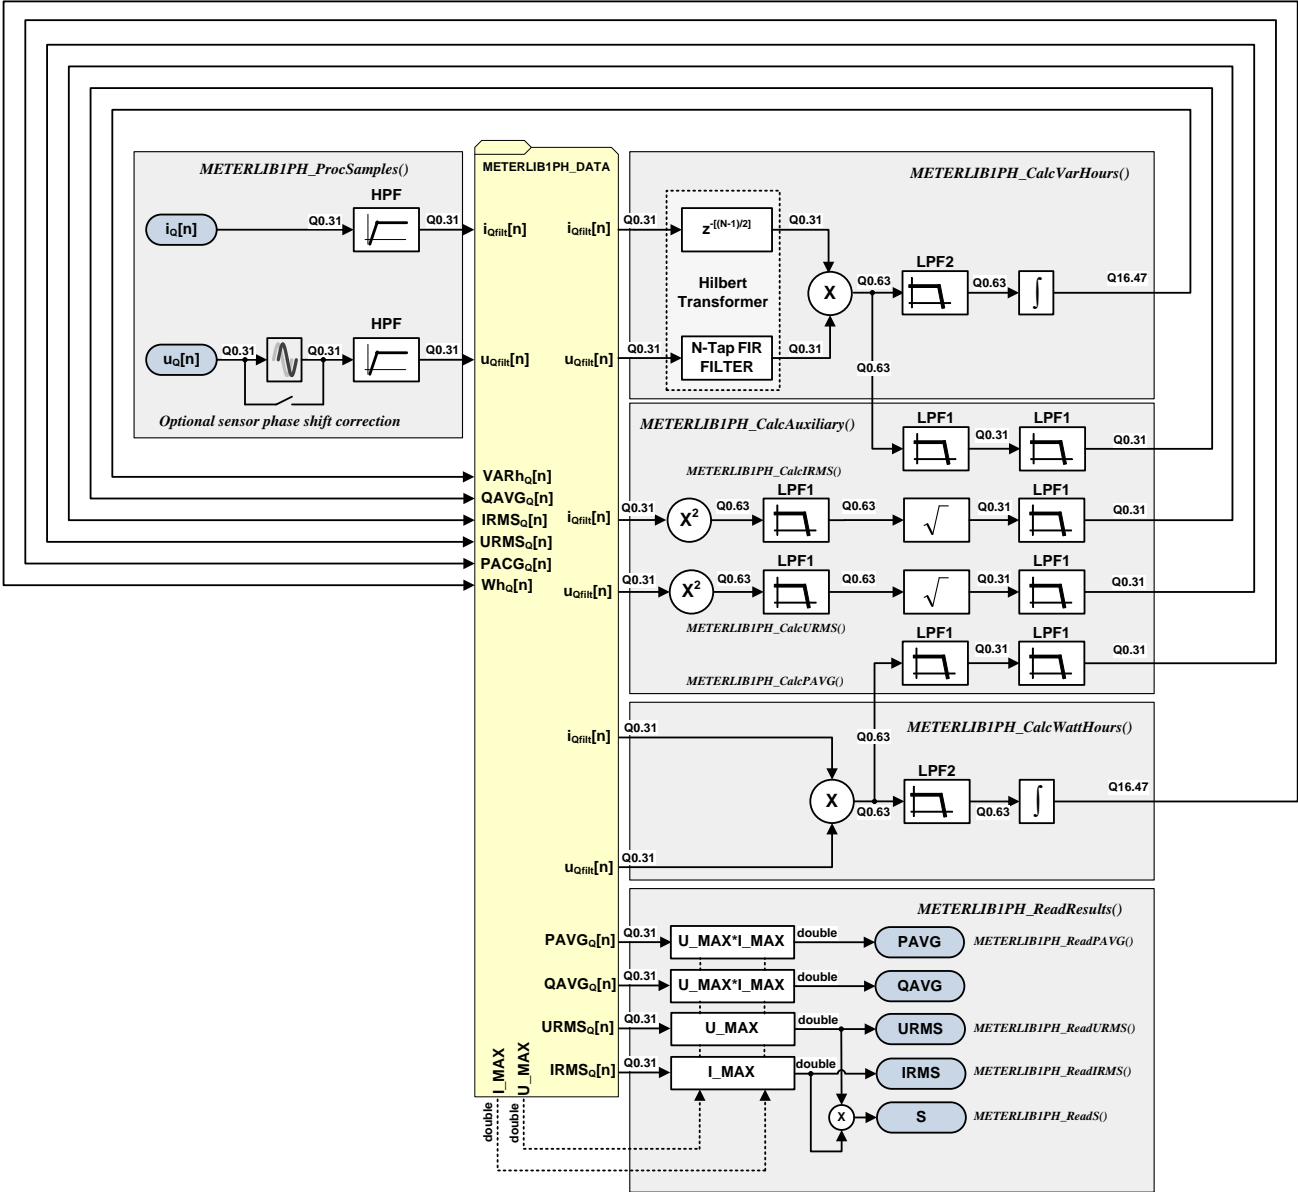 METERLIB1PH_ProcSamples()
HPF
iQ[n]
Q0.31
Q0.31
HPF
uQ[n]
Q0.31
Q0.31
Q0.31
Optional sensor phase shift correction
METERLIB1PH_DATA
iQfilt[n]
iQfilt[n]
uQfilt[n]
uQfilt[n]
VARhQ[n]
QAVGQ[n]
IRMSQ[n]
URMSQ[n]
PACGQ[n]
WhQ[n]
iQfilt[n]
uQfilt[n]
iQfilt[n]
uQfilt[n]
PAVGQ[n]
QAVGQ[n]
URMSQ[n]
IRMSQ[n]
I_MAX
U_MAX
double
double
METERLIB1PH_CalcVarHours()
Q0.31
z-[(N-1)/2]
Q0.31
Hilbert
Transformer
X
Q0.63
LPF2
Q0.63
∫
Q16.47
Q0.31
N-Tap FIR
FILTER
Q0.31
Q0.63
METERLIB1PH_CalcAuxiliary()
LPF1
Q0.31
LPF1
Q0.31
METERLIB1PH_CalcIRMS()
Q0.31
X2
Q0.63
LPF1
Q0.63
√
Q0.31
LPF1
Q0.31
Q0.31
X2
Q0.63
LPF1
Q0.63
√
Q0.31
LPF1
Q0.31
METERLIB1PH_CalcURMS()
LPF1
Q0.31
LPF1
Q0.31
METERLIB1PH_CalcPAVG()
METERLIB1PH_CalcWattHours()
Q0.31
Q0.63
X
Q0.63
LPF2
Q0.63
∫
Q16.47
Q0.31
METERLIB1PH_ReadResults()
Q0.31
U_MAX*I_MAX
double
PAVG
METERLIB1PH_ReadPAVG()
Q0.31
U_MAX*I_MAX
double
QAVG
Q0.31
U_MAX
double
URMS
METERLIB1PH_ReadURMS()
Q0.31
I_MAX
double
IRMS
METERLIB1PH_ReadIRMS()
X
S
METERLIB1PH_ReadS()